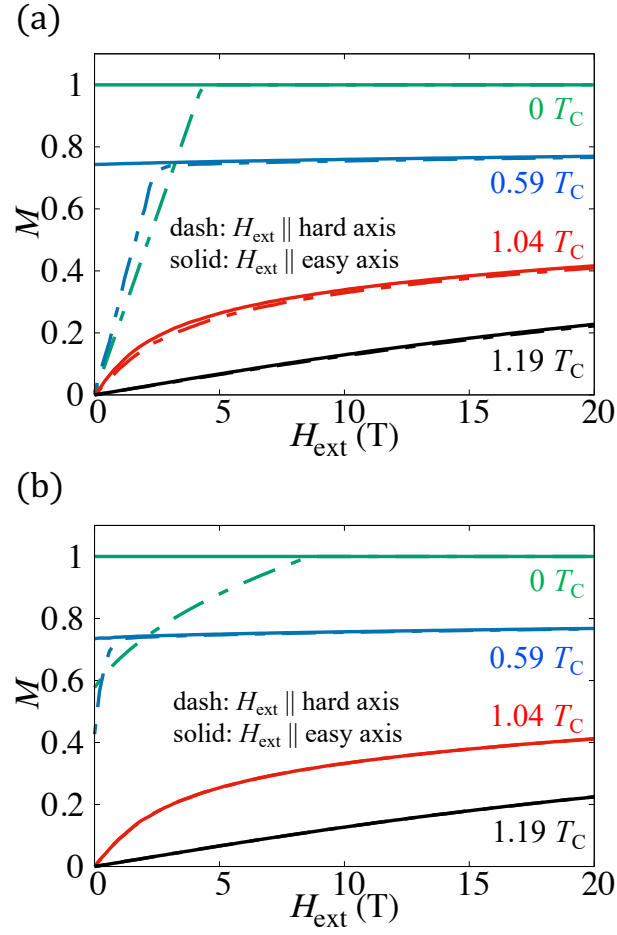 (a)
1
0 T_C
0.8
0.59 T_C
M
0.6
dash: H_ext || hard axis
1.04 T_C
solid: H_ext || easy axis
0.4
0.2
1.19 T_C
0
0 5 10 15 20
H_ext (T)
(b)
1
0 T_C
0.8
0.59 T_C
M
0.6
dash: H_ext || hard axis
1.04 T_C
solid: H_ext || easy axis
0.4
0.2
1.19 T_C
0
0 5 10 15 20
H_ext (T)